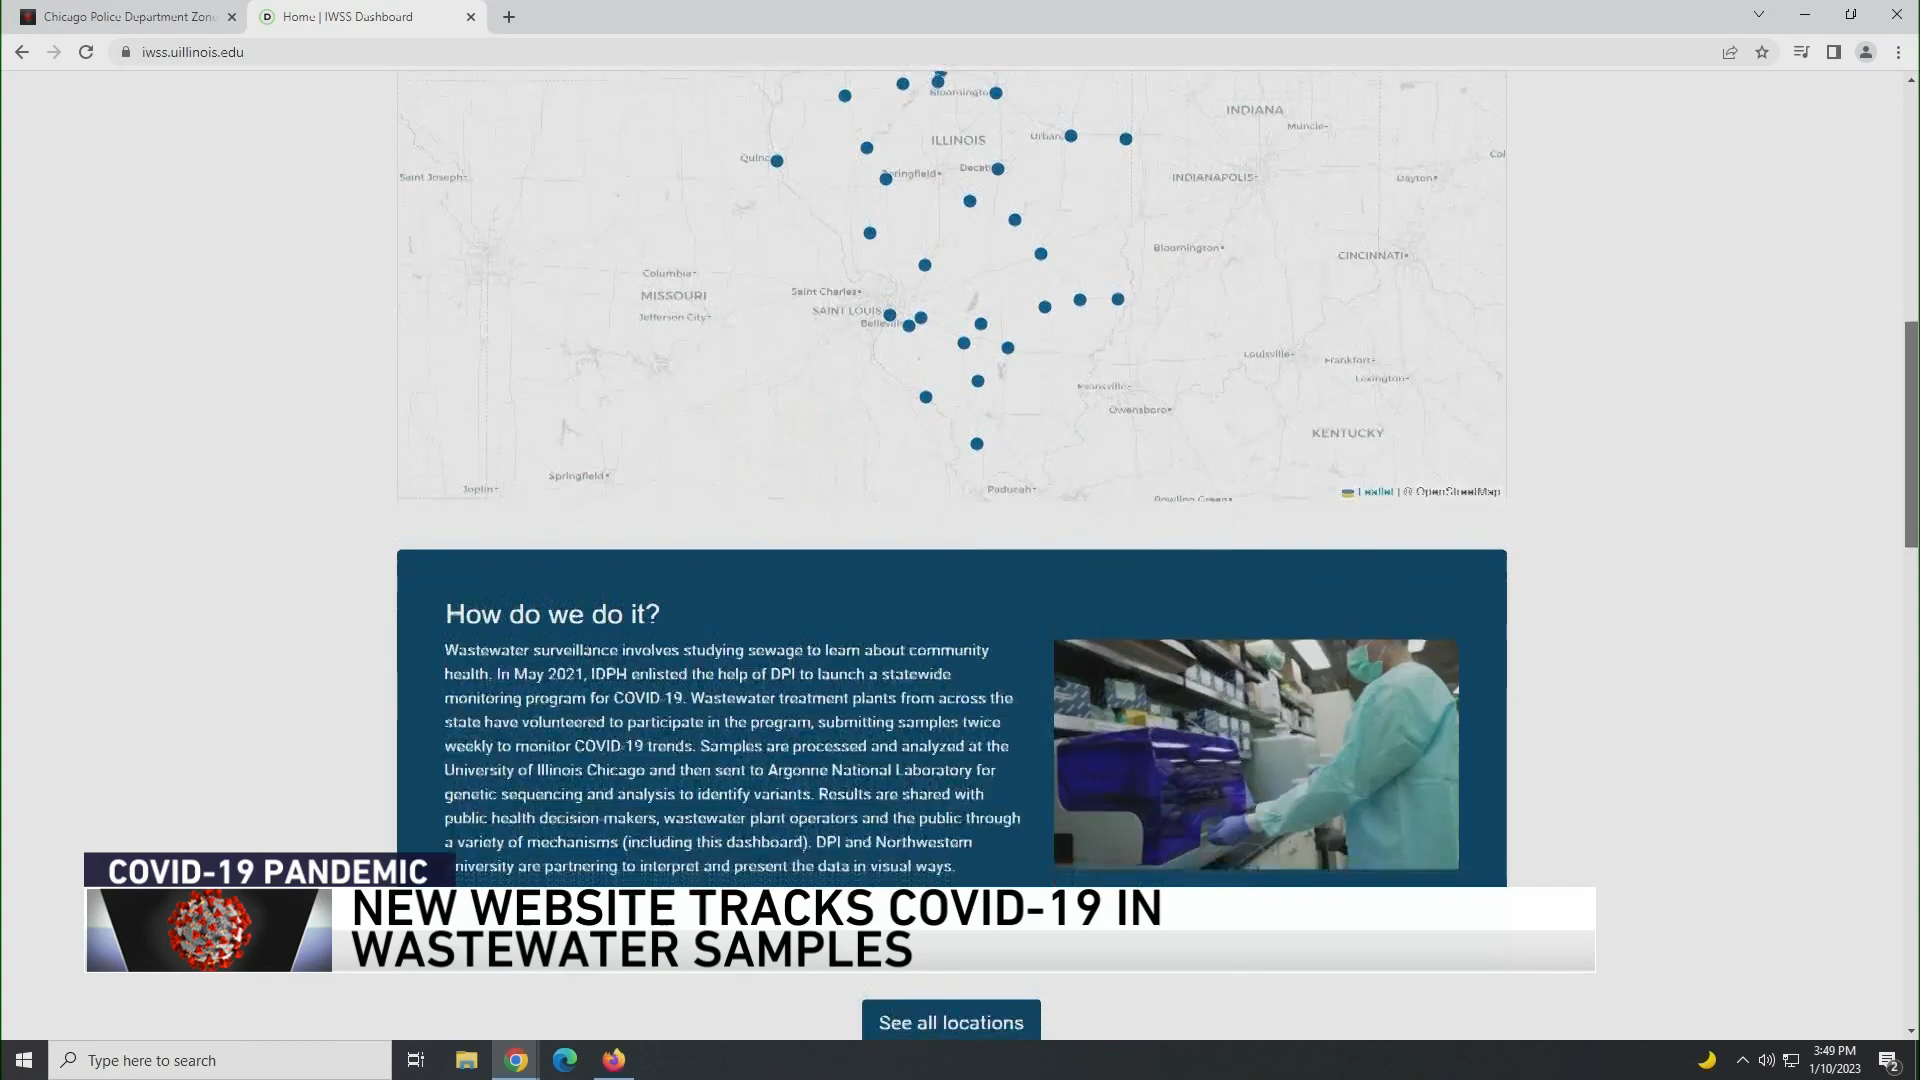 Chicago Police Department Zon
Home | IWSS Dashboard
iwss.uillinois.edu
Bloomington
INDIANA
Muncie
ILLINOIS
Urban
Quinc
Col
Springfield
Decat
Saint Joseph
INDIANAPOLIS
Dayton
Bloomington
CINCINNATI
Columbia
MISSOURI
Saint Charles
SAINT LOUIS
Jefferson City
Bellevill
Louisville
Frankfort
Lexington
Evansville
Owensboro
KENTUCKY
Springfield
Joplin
Paducah
Bowling Green
Leaflet | © OpenStreetMap
How do we do it?
Wastewater surveillance involves studying sewage to learn about community
health. In May 2021, IDPH enlisted the help of DPI to launch a statewide
monitoring program for COVID-19. Wastewater treatment plants from across the
state have volunteered to participate in the program, submitting samples twice
weekly to monitor COVID-19 trends. Samples are processed and analyzed at the
University of Illinois Chicago and then sent to Argonne National Laboratory for
genetic sequencing and analysis to identify variants. Results are shared with
public health decision-makers, wastewater plant operators and the public through
a variety of mechanisms (including this dashboard). DPI and Northwestern
niversity are partnering to interpret and present the data in visual ways.
COVID-19 PANDEMIC
NEW WEBSITE TRACKS COVID-19 IN
WASTEWATER SAMPLES
See all locations
Type here to search
3:49 PM
1/10/2023
2